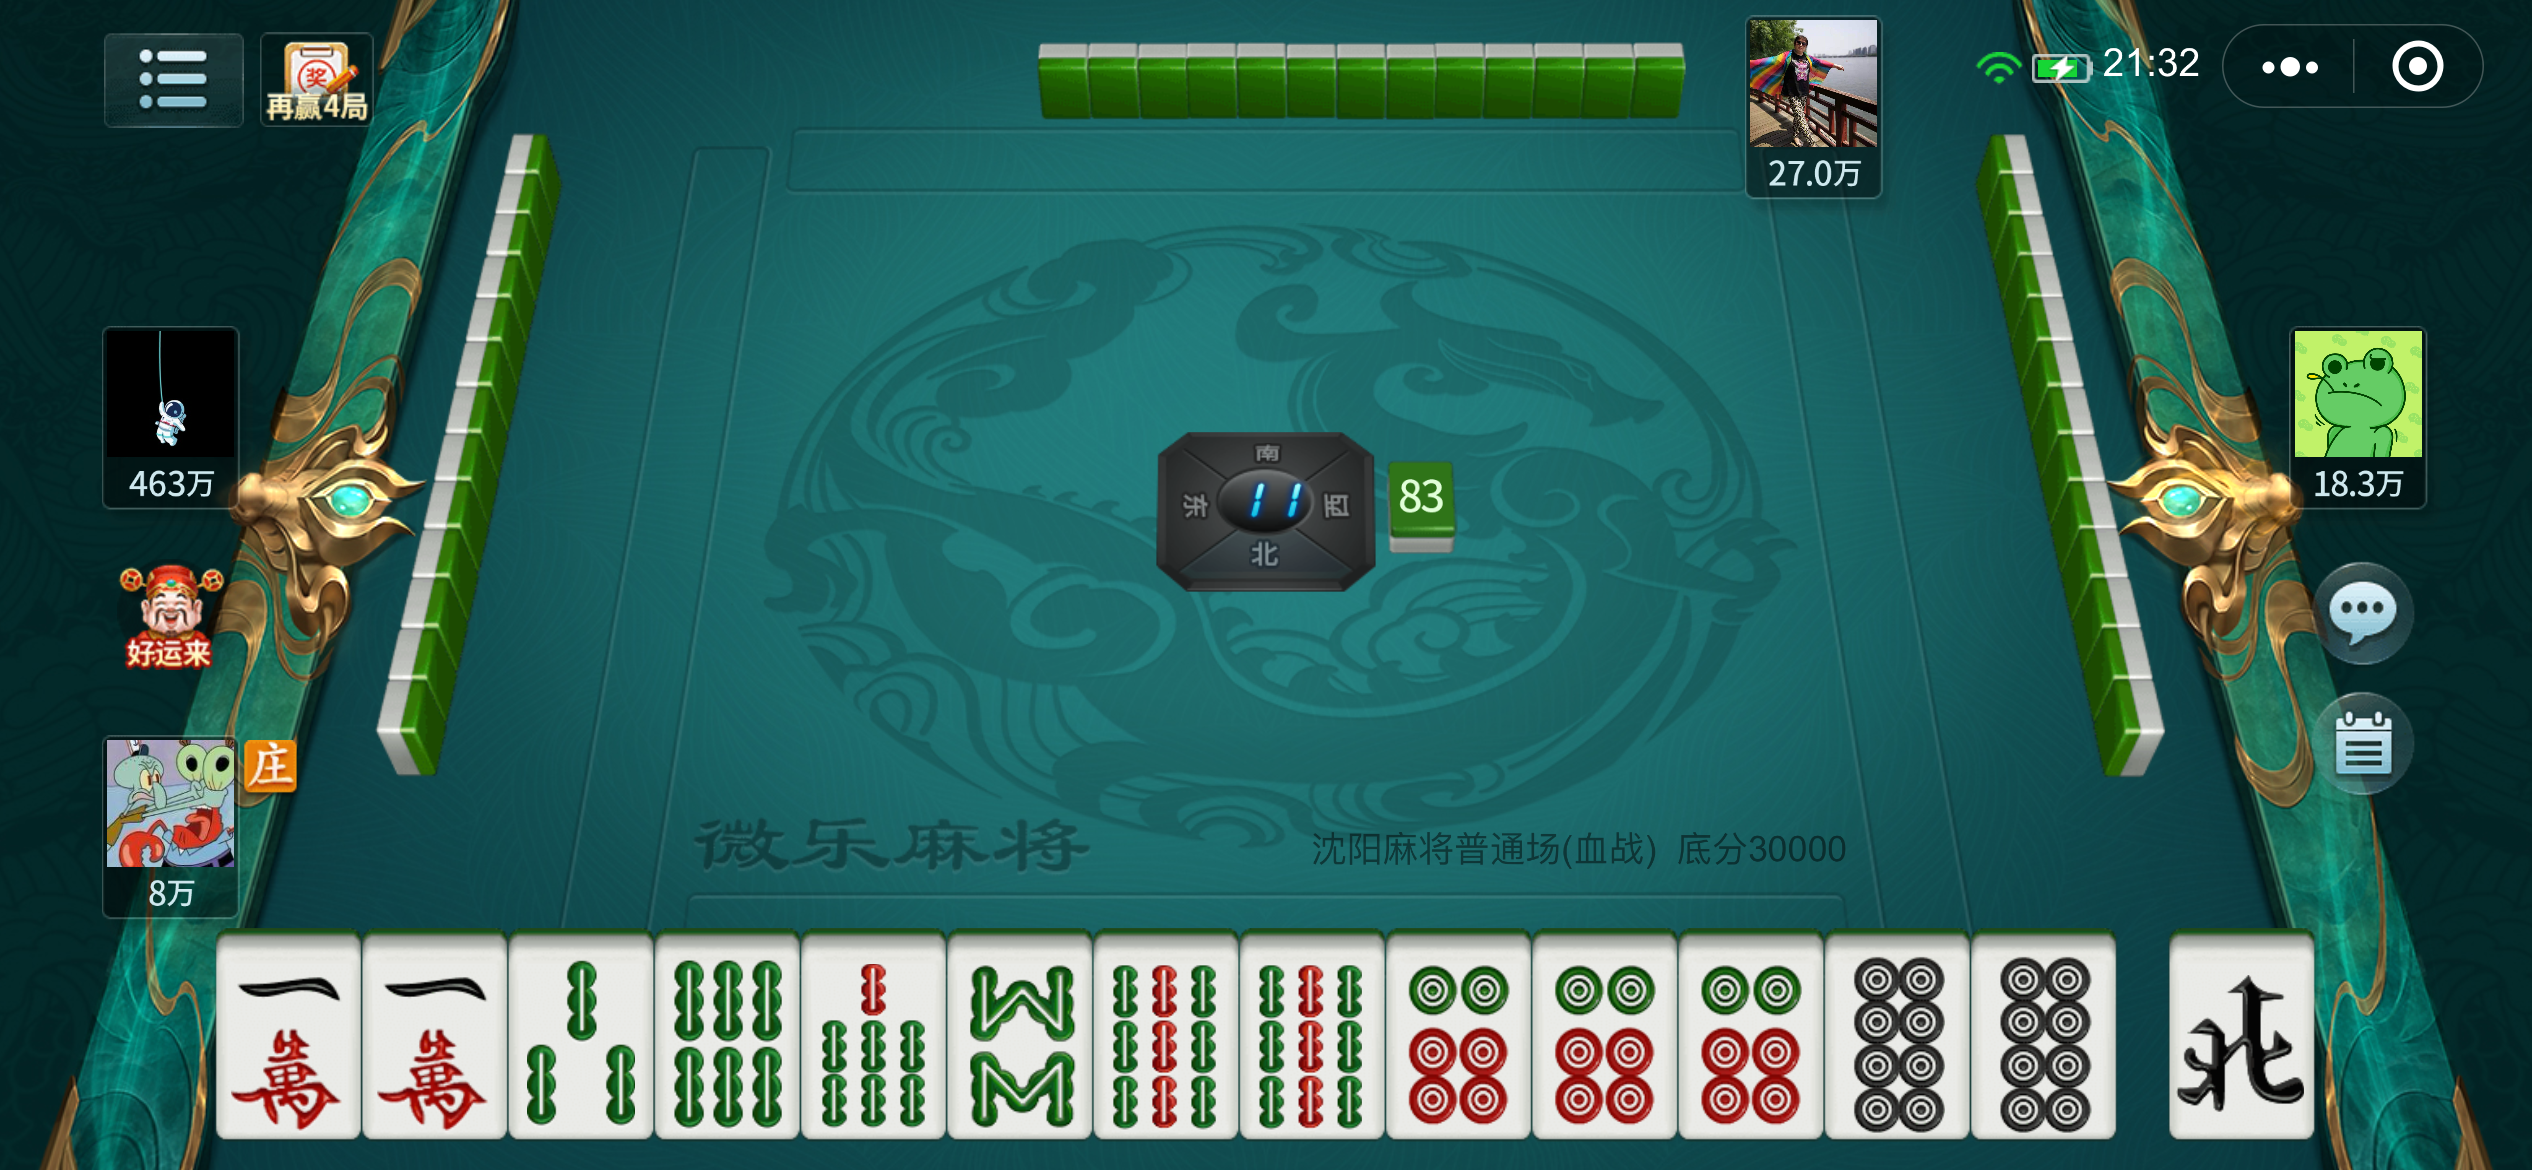 奖
再赢4局
27.0万
21:32
463万
18.3万
南
东
11
西
北
83
好运来
庄
8万
微乐麻将
沈阳麻将普通场(血战) 底分30000
一萬
一萬
北